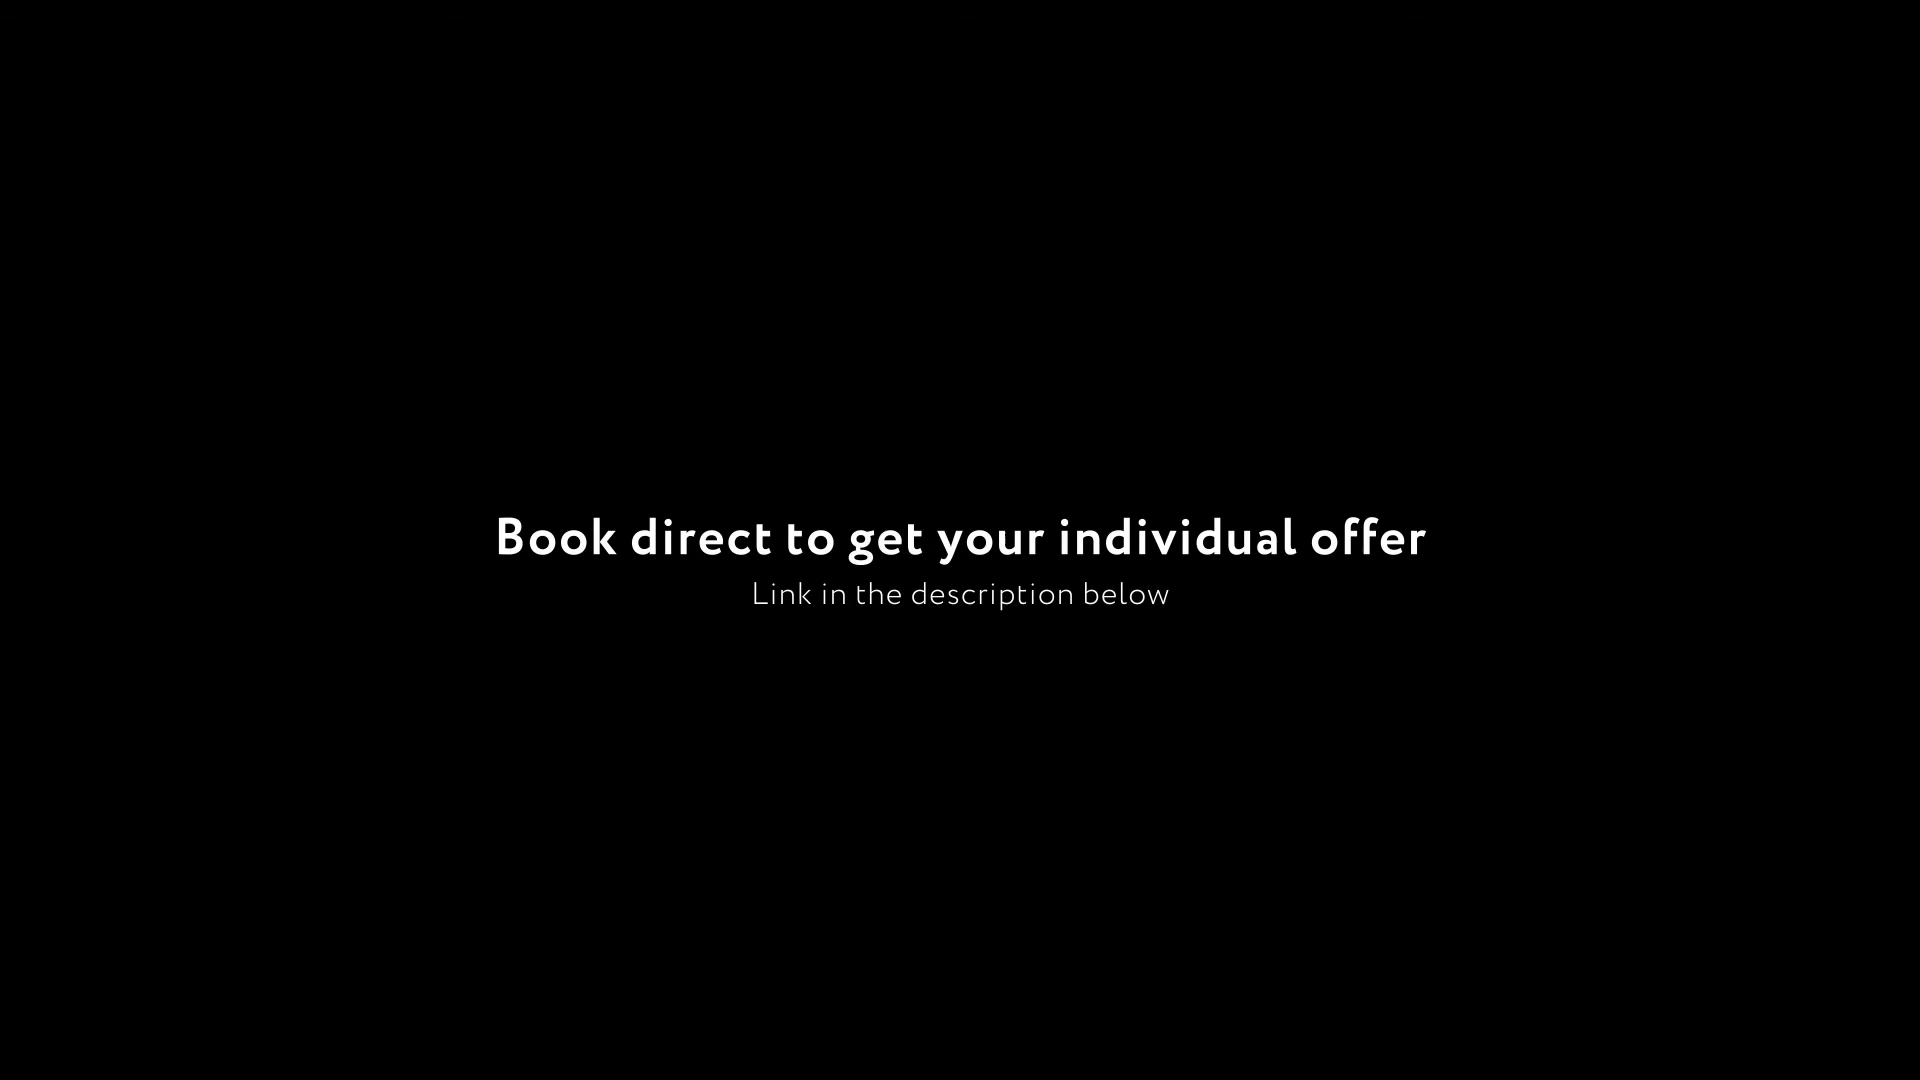 Book direct to get your individual offer
Link in the description below